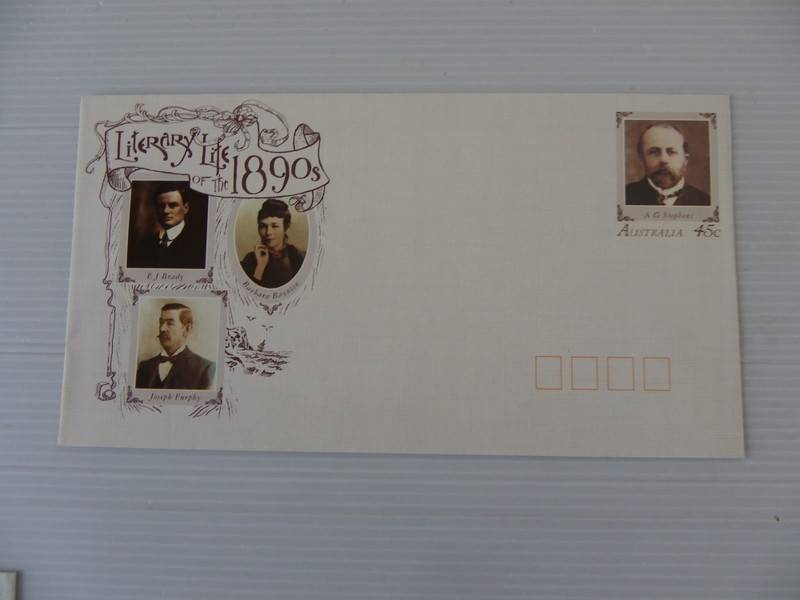 Literary Life
of the 1890s
E J Brady
Barbara Baynton
Joseph Furphy
A G Stephens
Australia 45c